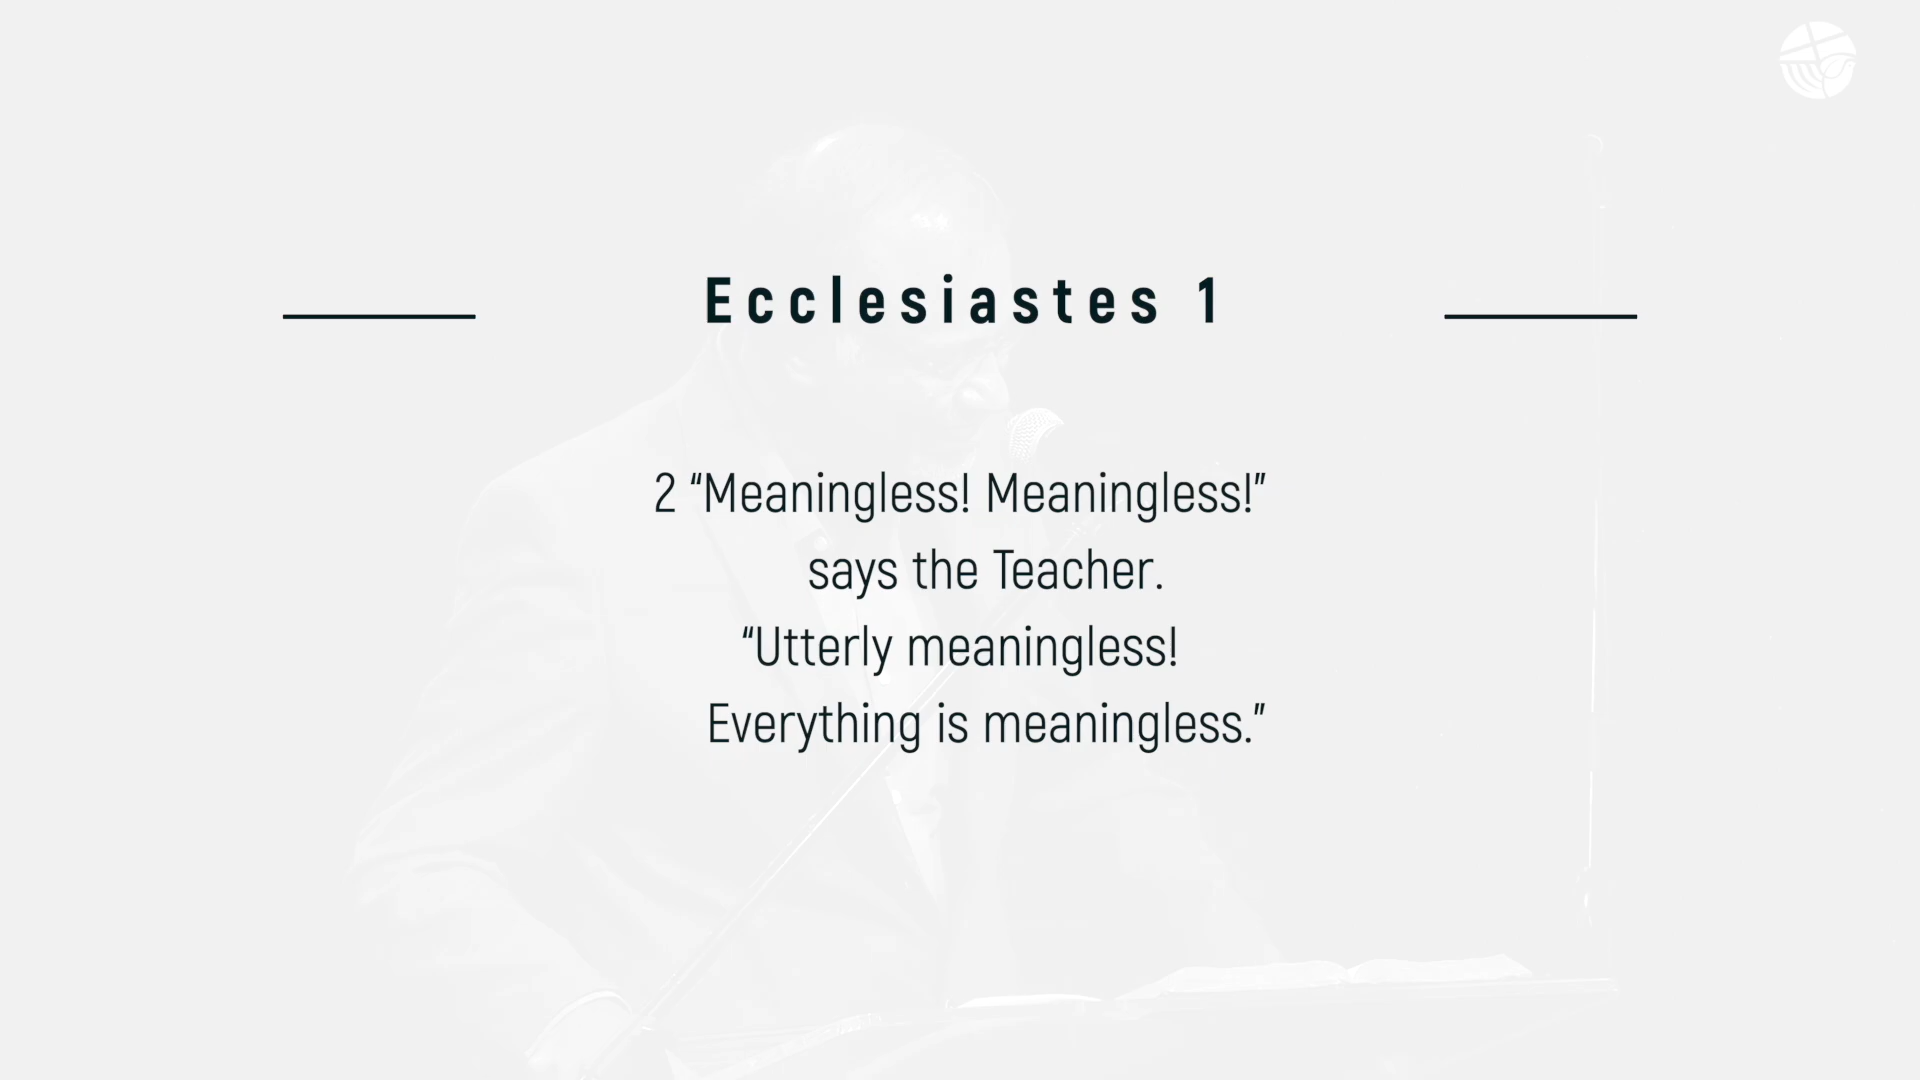 Ecclesiastes 1
2 “Meaningless! Meaningless!”
says the Teacher.
“Utterly meaningless!
Everything is meaningless.”